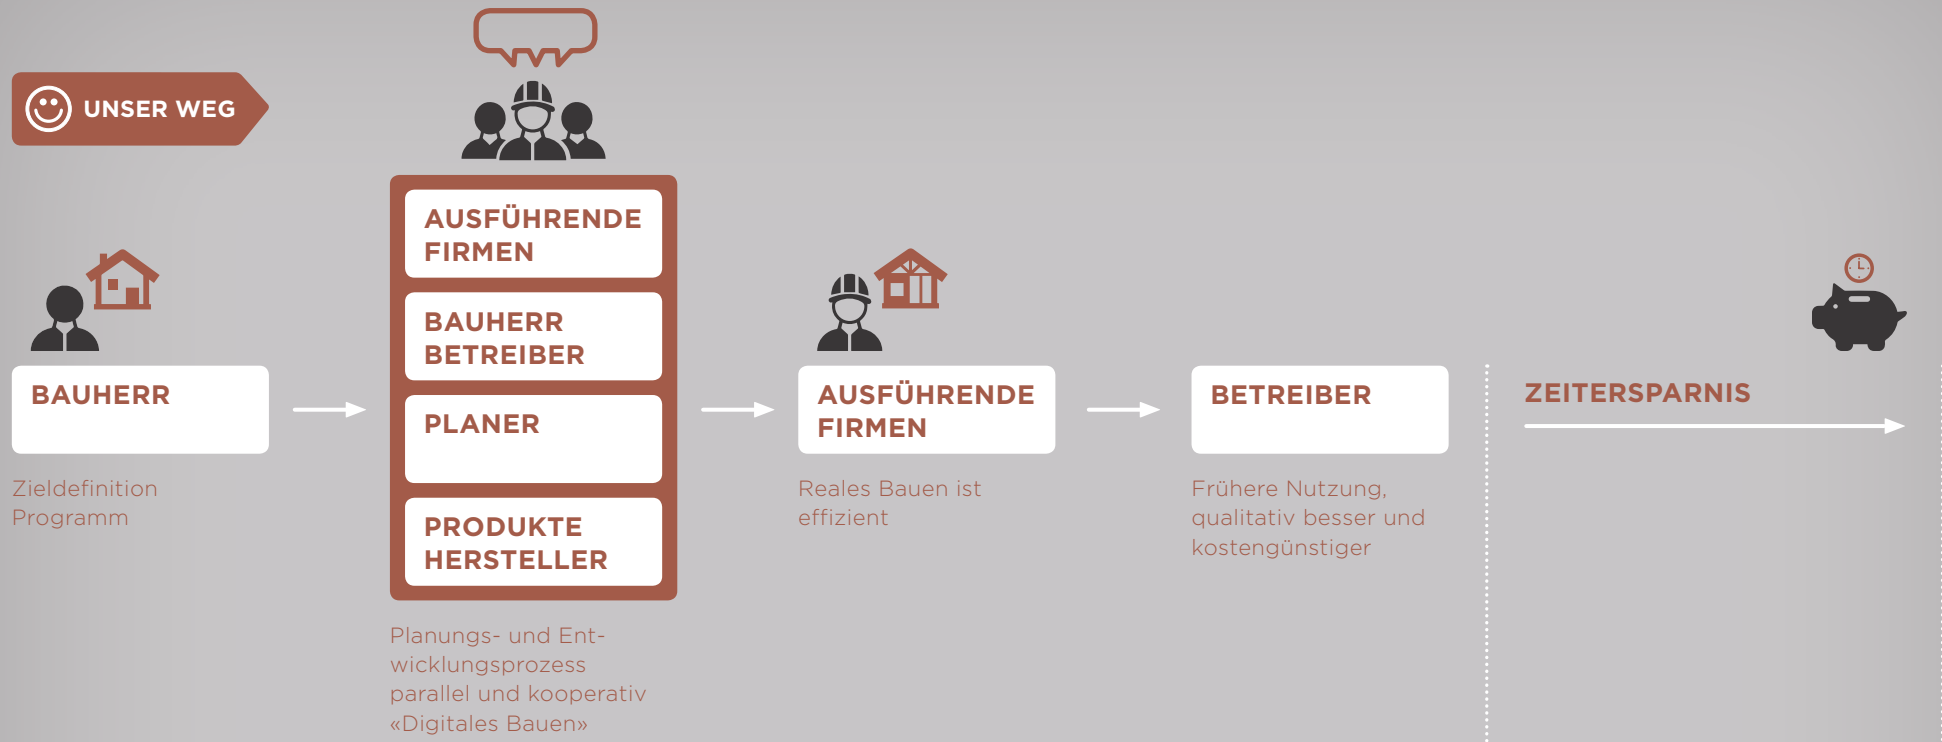 UNSER WEG
BAUHERR
Zieldefinition
Programm
AUSFÜHRENDE
FIRMEN
BAUHERR
BETREIBER
PLANER
PRODUKTE
HERSTELLER
Planungs- und Ent-
wicklungsprozess
parallel und kooperativ
«Digitales Bauen»
AUSFÜHRENDE
FIRMEN
Reales Bauen ist
effizient
BETREIBER
Frühere Nutzung,
qualitativ besser und
kostengünstiger
ZEITERSPARNIS